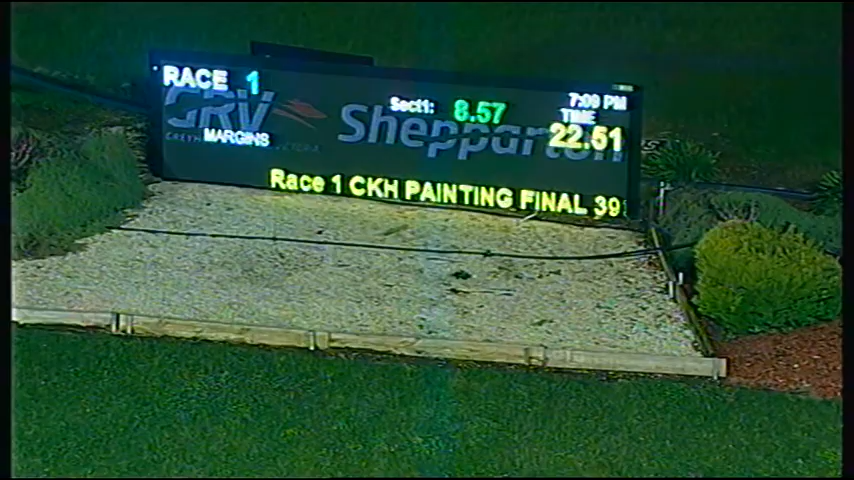 RACE 1 Sect1: 8.57 7:09 PM
TIME
GRV Shepparton 22.51
MARGINS
Race 1 CKH PAINTING FINAL 39